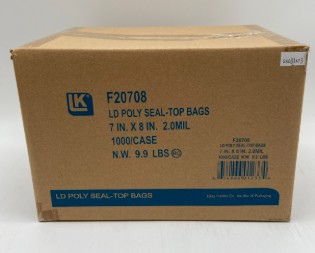 LK
F20708
LD POLY SEAL-TOP BAGS
7 IN. X 8 IN. 2.0MIL
1000/CASE
N.W. 9.9 LBS
F20708
LD POLY SEAL-TOP BAGS
7 IN. X 8 IN. 2.0MIL
1000/CASE N.W. 9.9 LBS
LD POLY SEAL-TOP BAGS